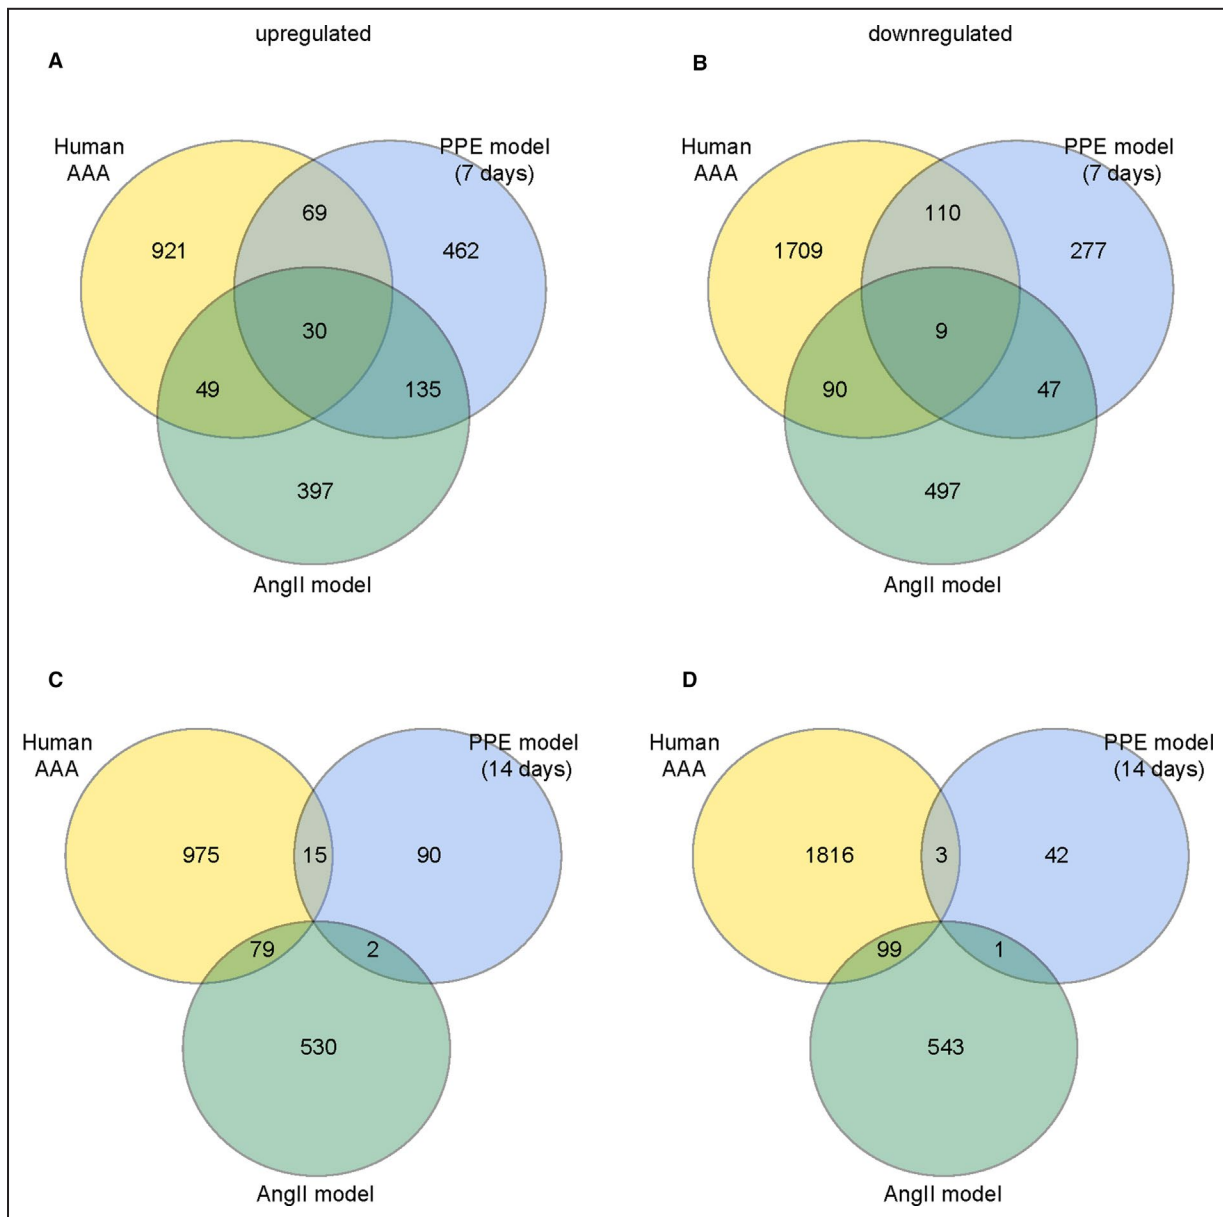 upregulated
downregulated
A
B
Human
AAA
PPE model
(7 days)
Human
AAA
PPE model
(7 days)
69
110
921
462
1709
277
30
9
49
135
90
47
397
497
AngII model
AngII model
C
D
Human
AAA
PPE model
(14 days)
Human
AAA
PPE model
(14 days)
975
15
90
1816
3
42
79
2
99
1
530
543
AngII model
AngII model